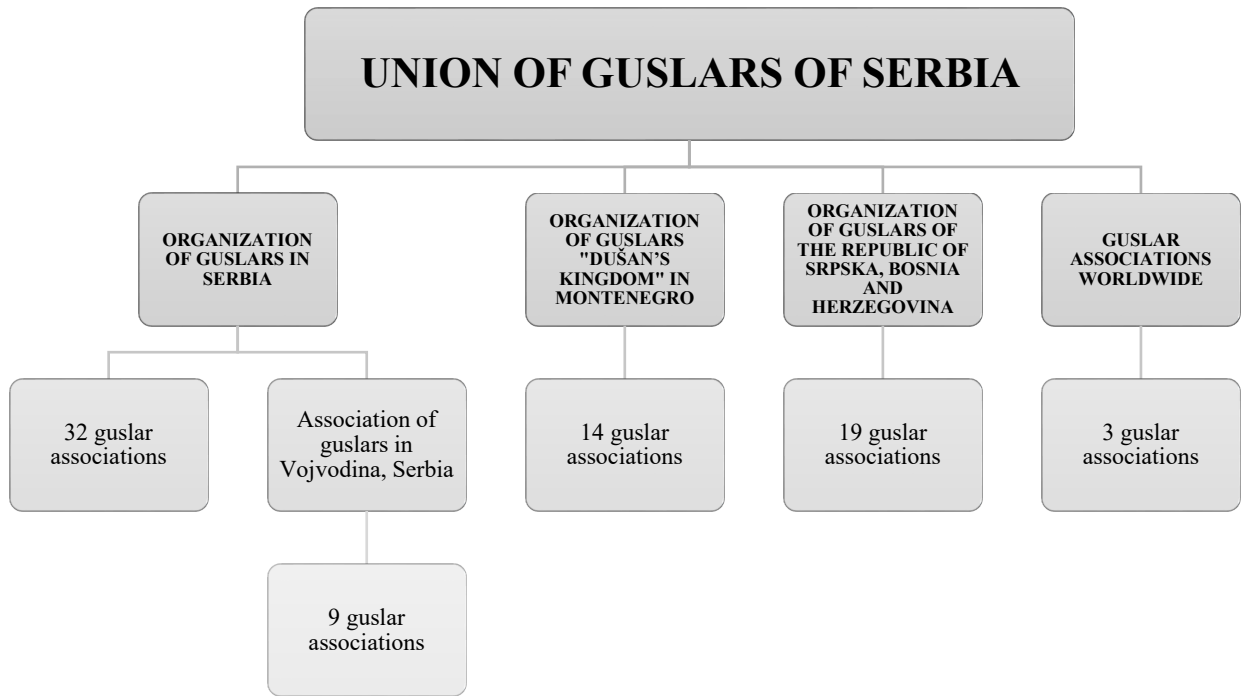 UNION OF GUSLARS OF SERBIA
ORGANIZATION
OF GUSLARS IN
SERBIA
ORGANIZATION
OF GUSLARS
"DUŠAN’S
KINGDOM" IN
MONTENEGRO
ORGANIZATION
OF GUSLARS OF
THE REPUBLIC OF
SRPSKA, BOSNIA
AND
HERZEGOVINA
GUSLAR
ASSOCIATIONS
WORLDWIDE
32 guslar
associations
Association of
guslars in
Vojvodina, Serbia
14 guslar
associations
19 guslar
associations
3 guslar
associations
9 guslar
associations